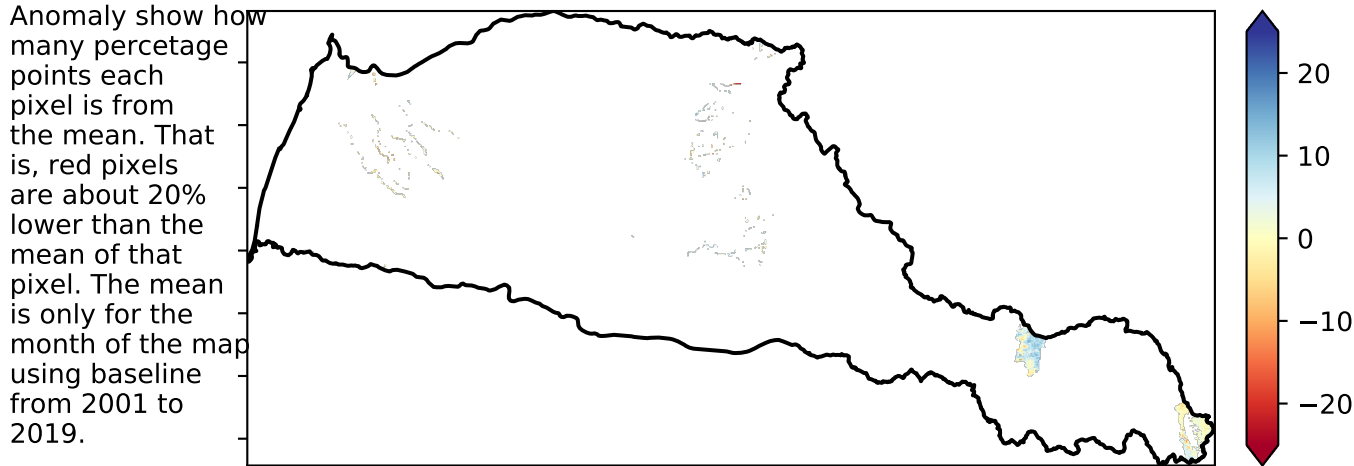 Anomaly show how
many percetage
points each
pixel is from
the mean. That
is, red pixels
are about 20%
lower than the
mean of that
pixel. The mean
is only for the
month of the map
using baseline
from 2001 to
2019.
20
10
0
−10
−20